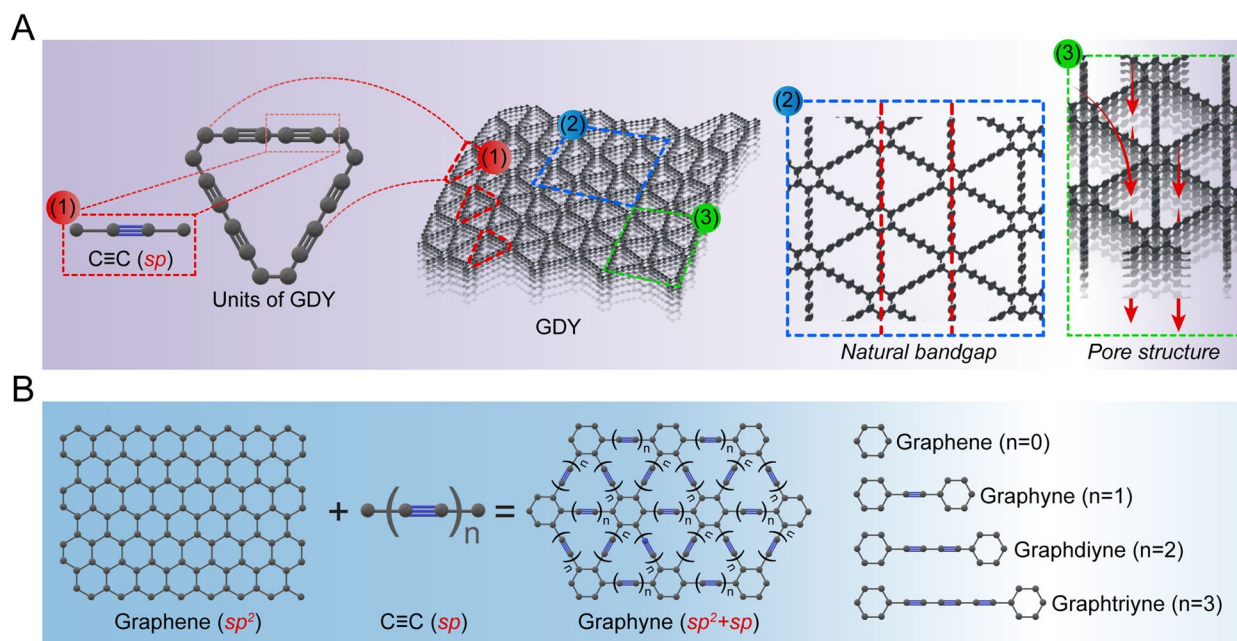 A
(1)
C≡C (sp)
Units of GDY
(1)
(2)
(3)
GDY
(2)
Natural bandgap
(3)
Pore structure
B
Graphene (sp²)
+
( )n
C≡C (sp)
=
( )n ( )n
( )n ( )n ( )n ( )n
( )n ( )n ( )n
( )n ( )n ( )n ( )n
( )n ( )n
Graphyne (sp²+sp)
Graphene (n=0)
Graphyne (n=1)
Graphdiyne (n=2)
Graphtriyne (n=3)